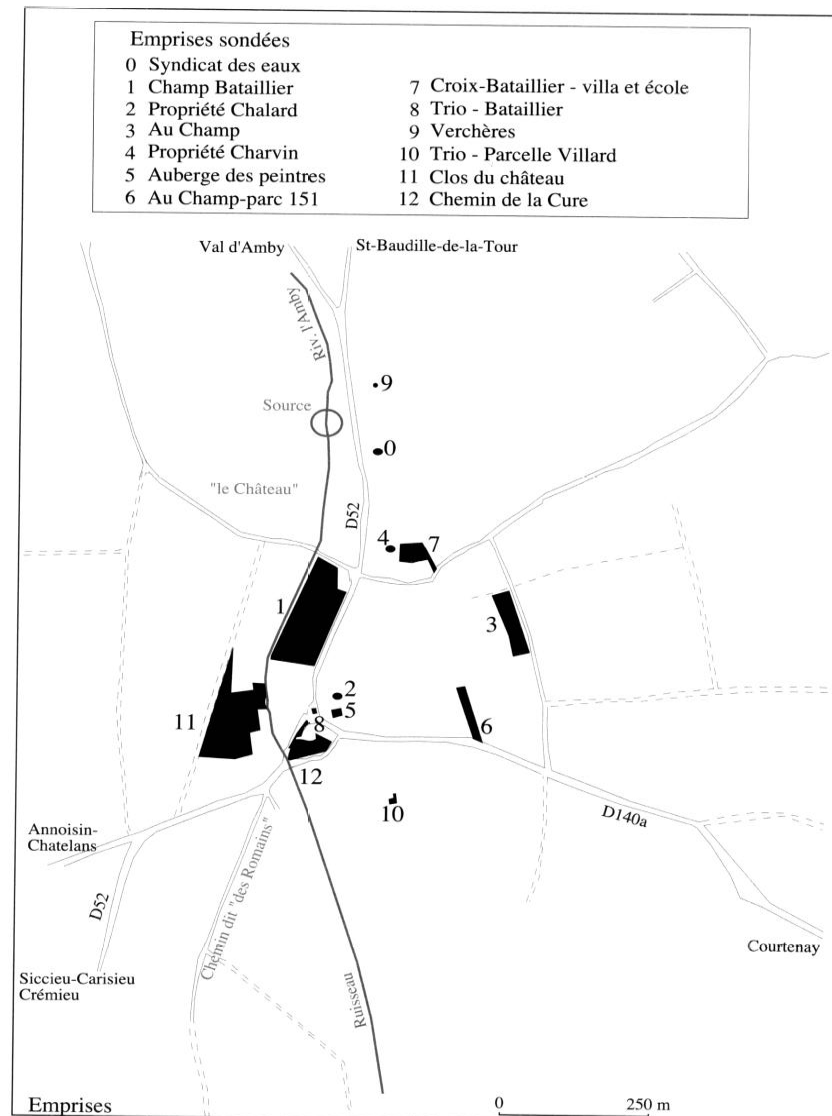 Emprises sondées
0 Syndicat des eaux
1 Champ Bataillier
2 Propriété Chalard
3 Au Champ
4 Propriété Charvin
5 Auberge des peintres
6 Au Champ-parc 151
7 Croix-Bataillier - villa et école
8 Trio - Bataillier
9 Verchères
10 Trio - Parcelle Villard
11 Clos du château
12 Chemin de la Cure
Val d'Amby
St-Baudille-de-la-Tour
Riv. l'Amby
9
Source
0
"le Château"
D52
4
7
1
3
2
5
8
11
6
12
10
D140a
Annoisin-
Chatelans
D52
Chemin dit "des Romains"
Courtenay
Siccieu-Carisieu
Crémieu
Ruisseau
Emprises
0 250 m